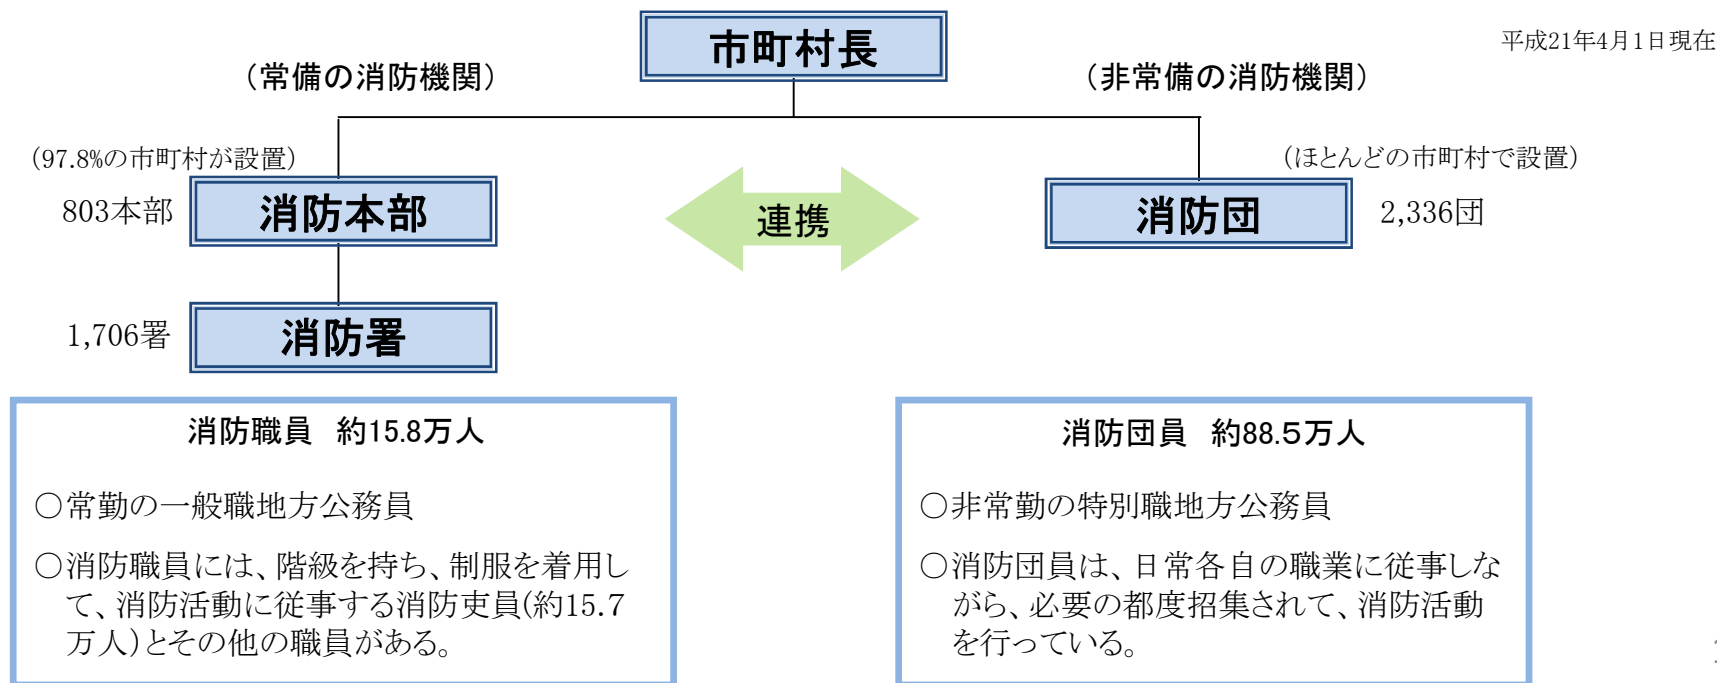 市町村長
平成21年4月1日現在
（常備の消防機関）
（非常備の消防機関）
（97.8%の市町村が設置）
（ほとんどの市町村で設置）
803本部
消防本部
連携
消防団
2,336団
1,706署
消防署
消防職員　約15.8万人
○常勤の一般職地方公務員
○消防職員には、階級を持ち、制服を着用し
て、消防活動に従事する消防吏員(約15.7
万人)とその他の職員がある。
消防団員　約88.5万人
○非常勤の特別職地方公務員
○消防団員は、日常各自の職業に従事しな
がら、必要の都度招集されて、消防活動
を行っている。